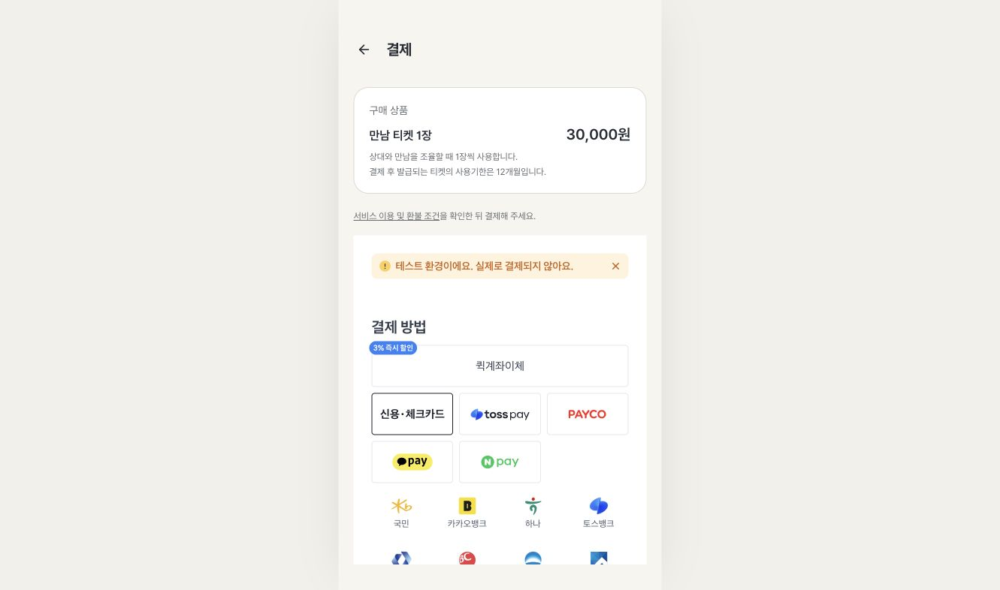 결제
구매 상품
만남 티켓 1장
30,000원
상대와 만남을 조율할 때 1장씩 사용합니다.
결제 후 발급되는 티켓의 사용기한은 12개월입니다.
서비스 이용 및 환불 조건을 확인한 뒤 결제해 주세요.
테스트 환경이에요. 실제로 결제되지 않아요.
결제 방법
3% 즉시 할인
퀵계좌이체
신용·체크카드
toss pay
PAYCO
pay
N pay
B
국민
카카오뱅크
하나
토스뱅크
BC